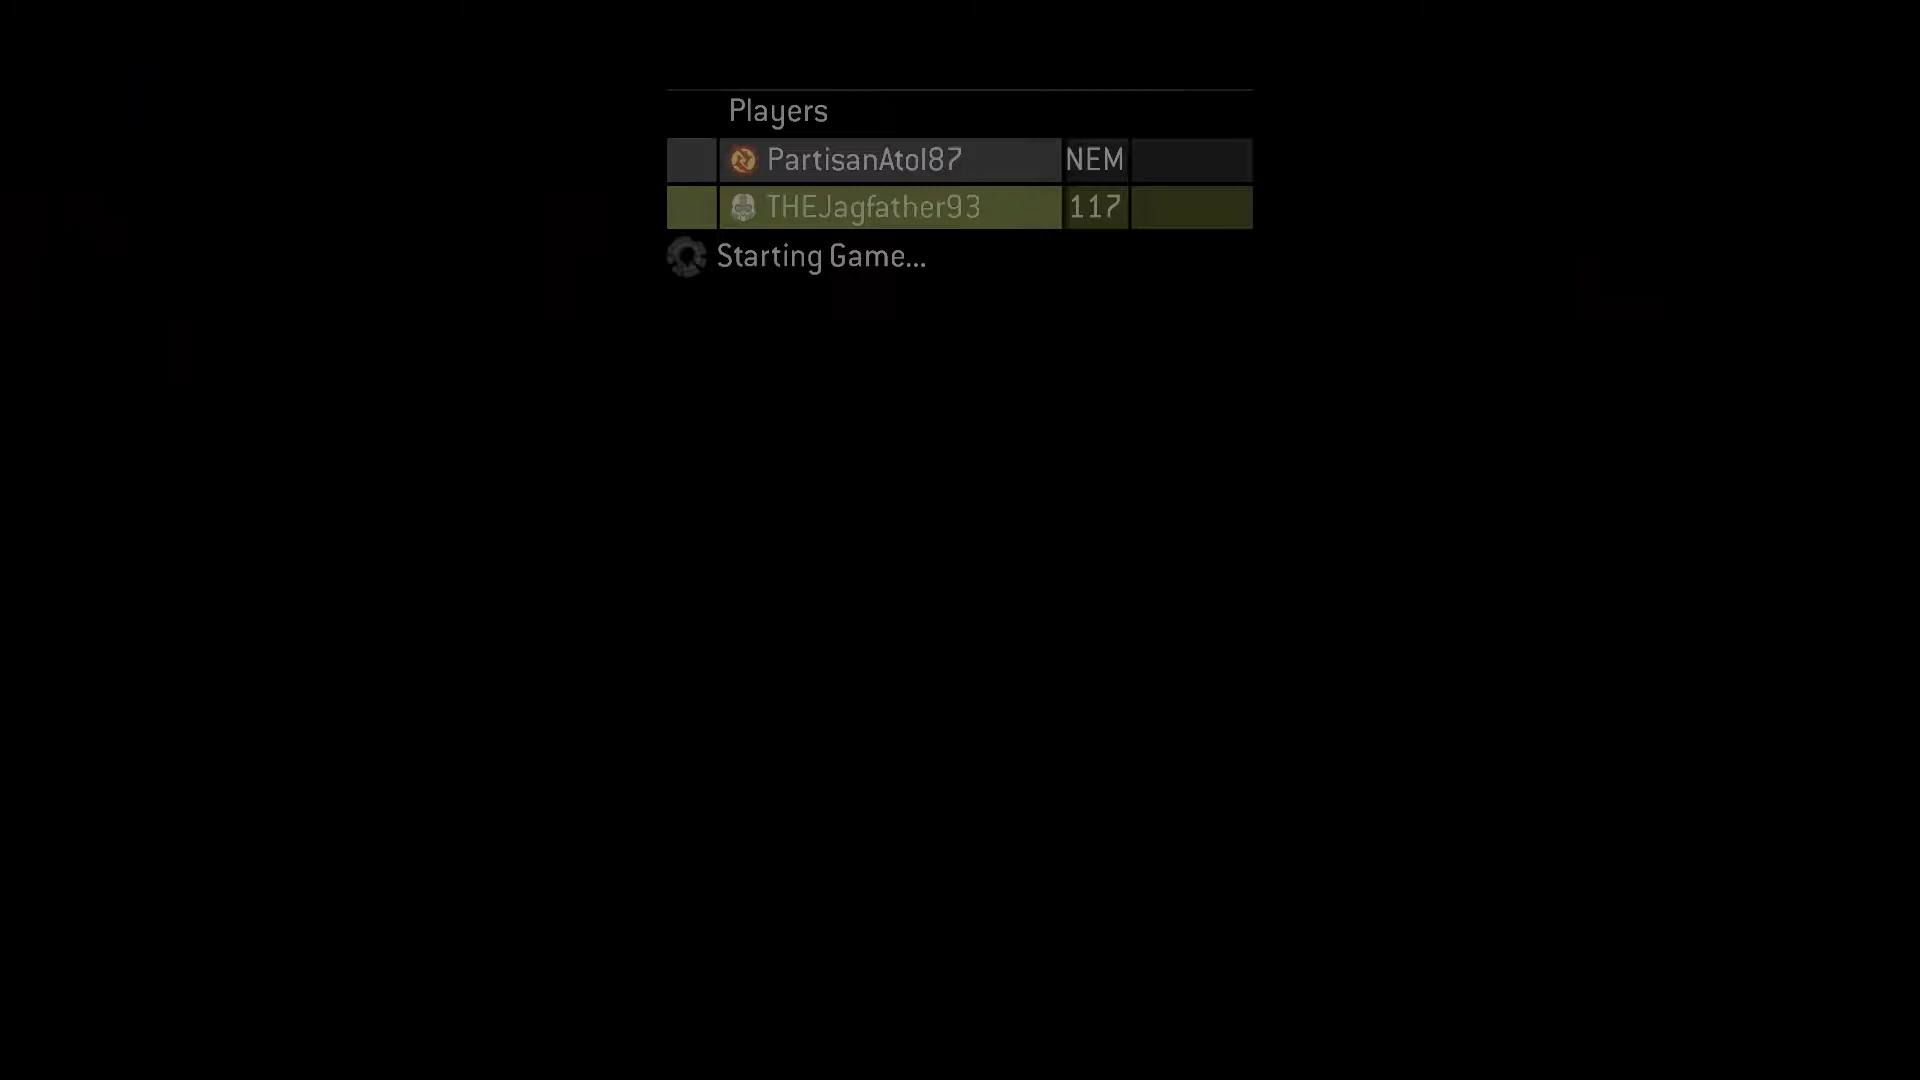 Players
PartisanAtol87 NEM
THEJagfather93 117
Starting Game...